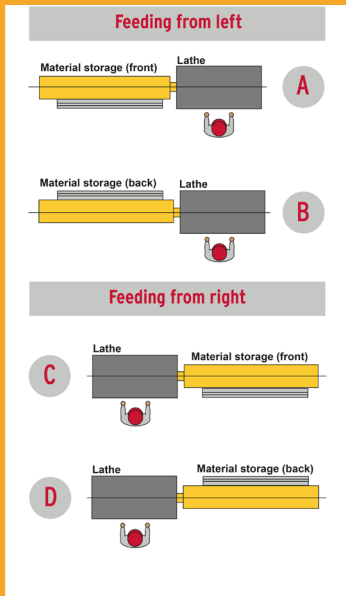 Feeding from left
Material storage (front)
Lathe
A
Material storage (back)
Lathe
B
Feeding from right
Lathe
Material storage (front)
C
Lathe
Material storage (back)
D